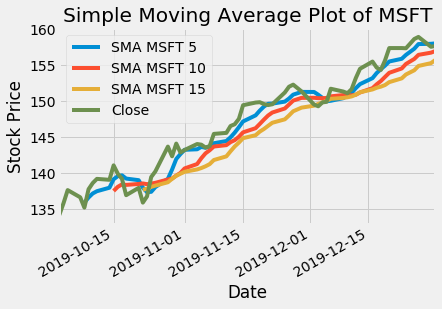 Simple Moving Average Plot of MSFT
160
155
150
145
140
135
Stock Price
SMA MSFT 5
SMA MSFT 10
SMA MSFT 15
Close
2019-10-15
2019-11-01
2019-11-15
2019-12-01
2019-12-15
Date